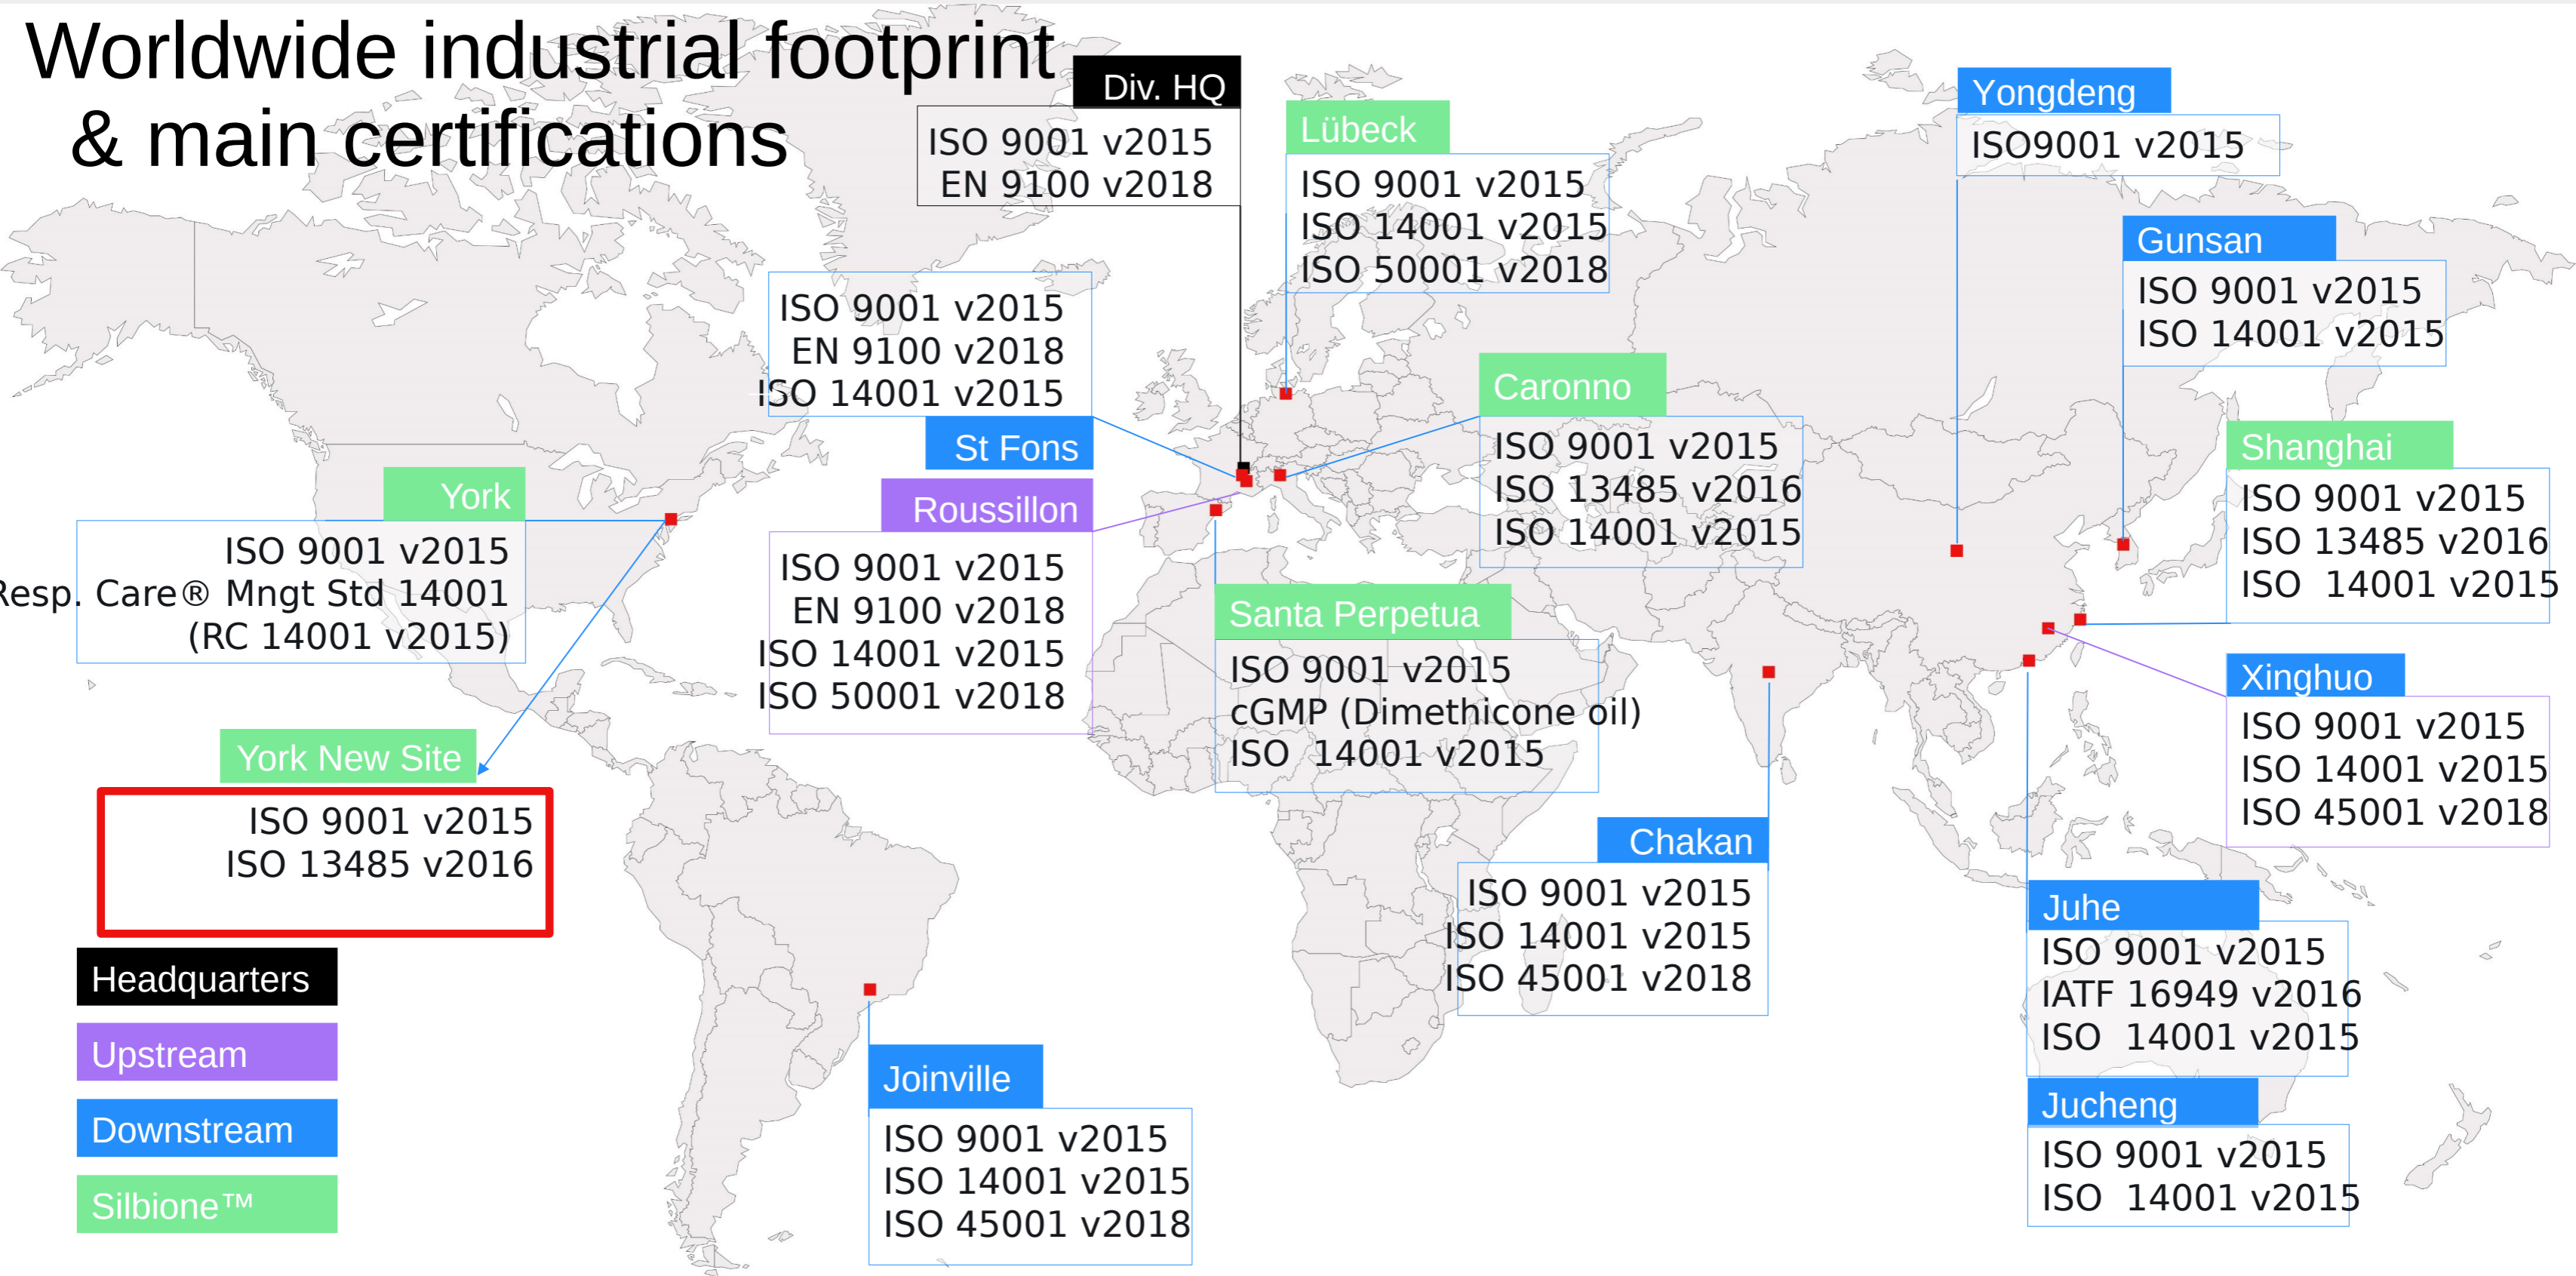 Worldwide industrial footprint
& main certifications
Div. HQ
ISO 9001 v2015
EN 9100 v2018
Lübeck
ISO 9001 v2015
ISO 14001 v2015
ISO 50001 v2018
Yongdeng
ISO9001 v2015
Gunsan
ISO 9001 v2015
ISO 14001 v2015
ISO 9001 v2015
EN 9100 v2018
ISO 14001 v2015
St Fons
Caronno
ISO 9001 v2015
ISO 13485 v2016
ISO 14001 v2015
Shanghai
ISO 9001 v2015
ISO 13485 v2016
ISO  14001 v2015
York
ISO 9001 v2015
Resp. Care® Mngt Std 14001
(RC 14001 v2015)
Roussillon
ISO 9001 v2015
EN 9100 v2018
ISO 14001 v2015
ISO 50001 v2018
Santa Perpetua
ISO 9001 v2015
cGMP (Dimethicone oil)
ISO  14001 v2015
Xinghuo
ISO 9001 v2015
ISO 14001 v2015
ISO 45001 v2018
York New Site
ISO 9001 v2015
ISO 13485 v2016
Chakan
ISO 9001 v2015
ISO 14001 v2015
ISO 45001 v2018
Juhe
ISO 9001 v2015
IATF 16949 v2016
ISO  14001 v2015
Jucheng
ISO 9001 v2015
ISO  14001 v2015
Joinville
ISO 9001 v2015
ISO 14001 v2015
ISO 45001 v2018
Headquarters
Upstream
Downstream
Silbione™